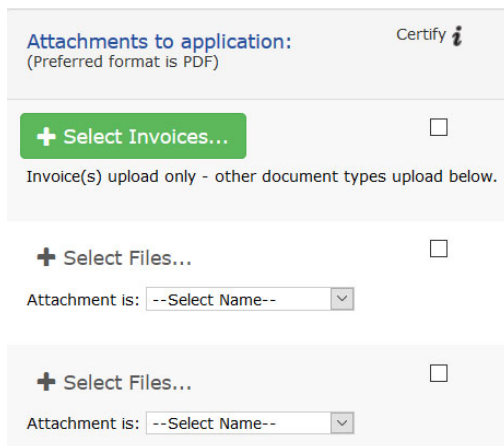 Attachments to application:
Certify i
(Preferred format is PDF)
+ Select Invoices...
Invoice(s) upload only - other document types upload below.
+ Select Files...
Attachment is: --Select Name--
+ Select Files...
Attachment is: --Select Name--